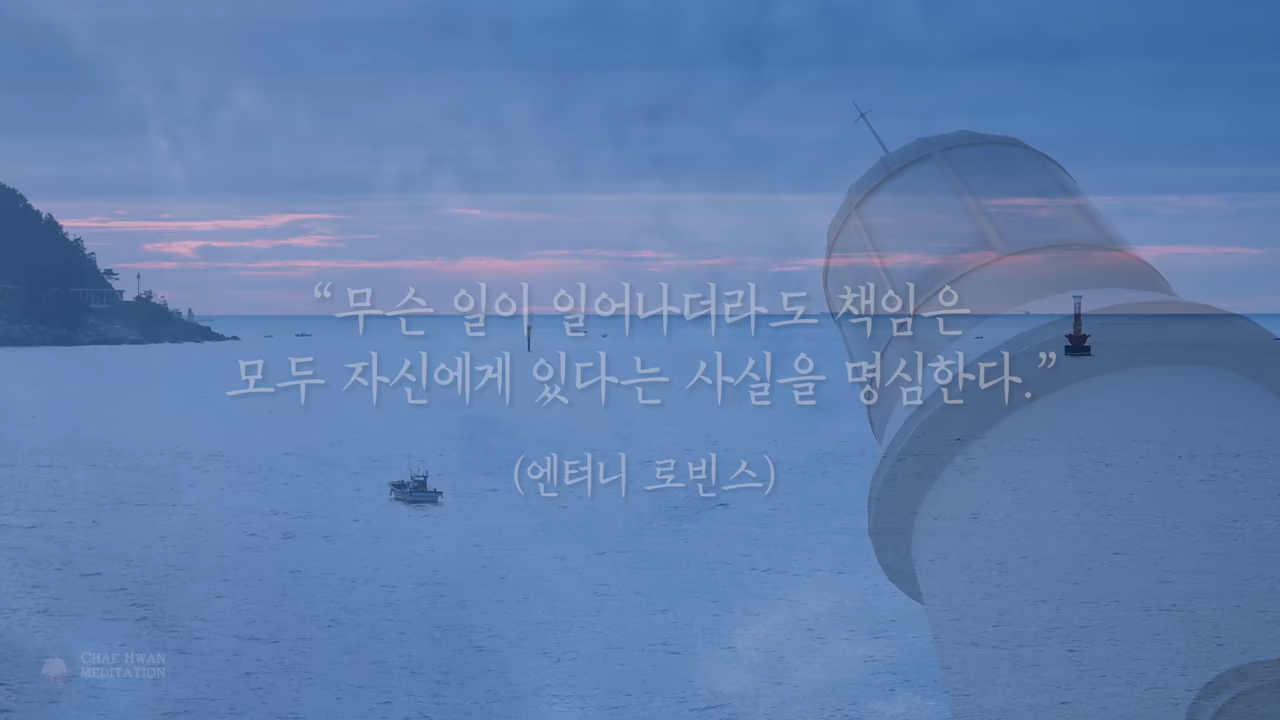 “무슨 일이 일어나더라도 책임은
모두 자신에게 있다는 사실을 명심한다.”
(엔터니 로빈스)
CHAE HWAN
MEDITATION